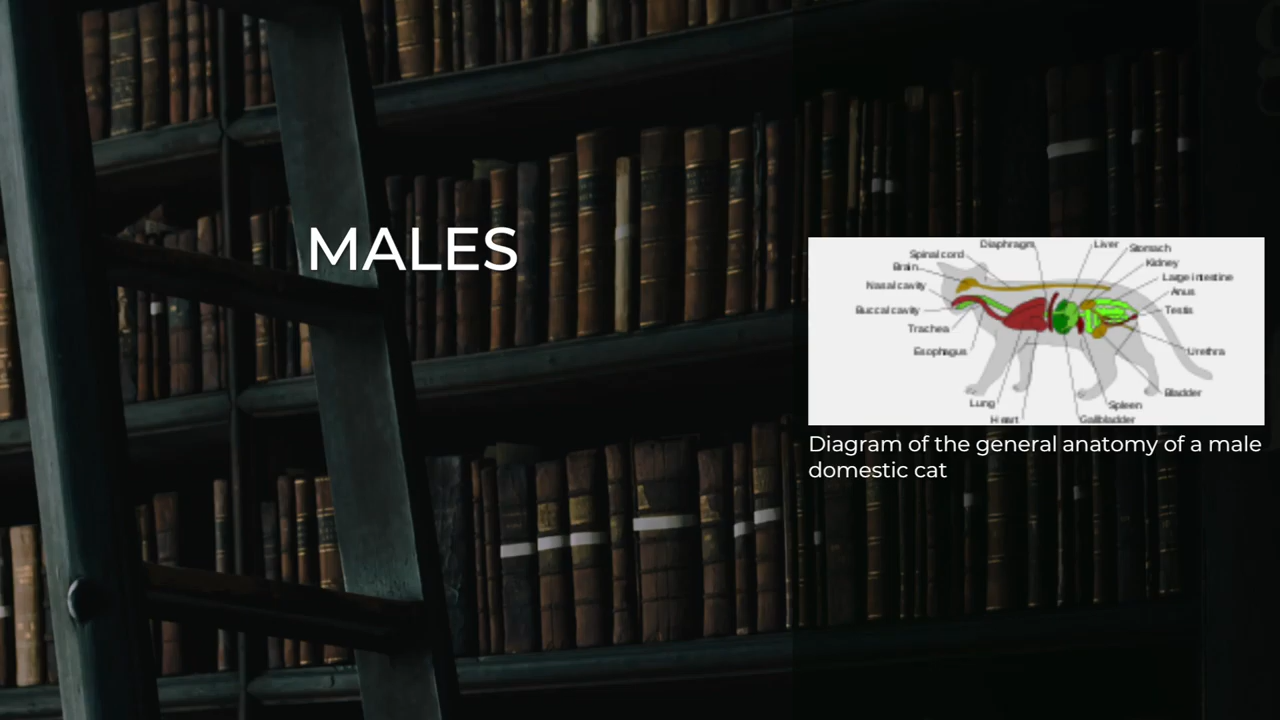 MALES
Diaphragm
Liver
Stomach
Spinal cord
Kidney
Brain
Large intestine
Nasal cavity
Anus
Buccal cavity
Testis
Trachea
Esophagus
Urethra
Bladder
Lung
Spleen
Heart
Gallbladder
Diagram of the general anatomy of a male
domestic cat